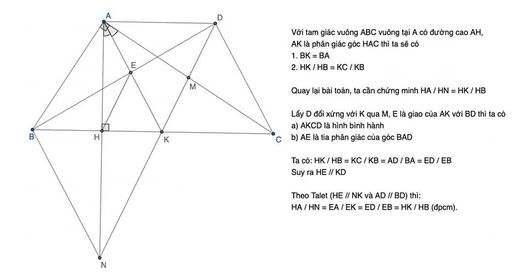 A
D
E
M
B
H
K
C
N
Với tam giác vuông ABC vuông tại A có đường cao AH,
AK là phân giác góc HAC thì ta sẽ có
1. BK = BA
2. HK / HB = KC / KB
Quay lại bài toán, ta cần chứng minh HA / HN = HK / HB
Lấy D đối xứng với K qua M, E là giao của AK với BD thì ta có
a) AKCD là hình bình hành
b) AE là tia phân giác của góc BAD
Ta có: HK / HB = KC / KB = AD / BA = ED / EB
Suy ra HE // KD
Theo Talet (HE // NK và AD // BD) thì:
HA / HN = EA / EK = ED / EB = HK / HB (đpcm).